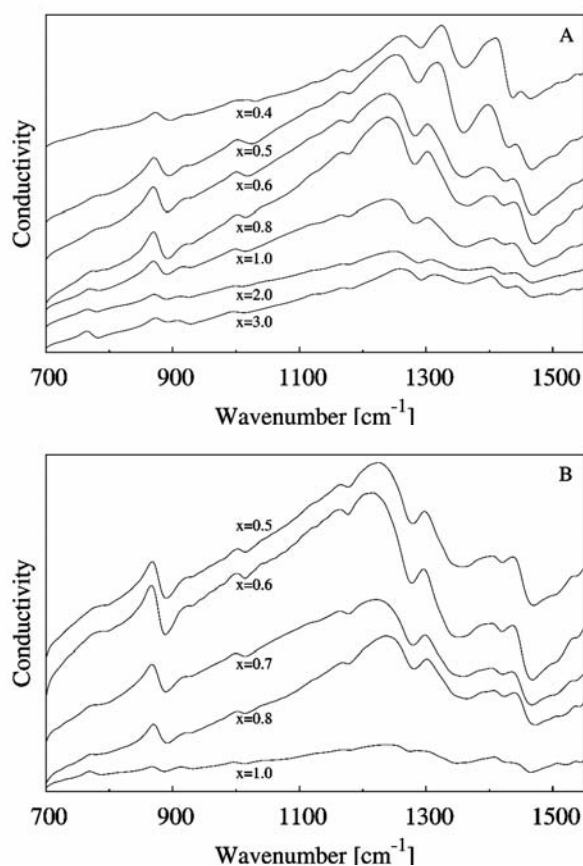 A
Conductivity
x=0.4
x=0.5
x=0.6
x=0.8
x=1.0
x=2.0
x=3.0
700 900 1100 1300 1500
Wavenumber [cm⁻¹]
B
Conductivity
x=0.5
x=0.6
x=0.7
x=0.8
x=1.0
700 900 1100 1300 1500
Wavenumber [cm⁻¹]